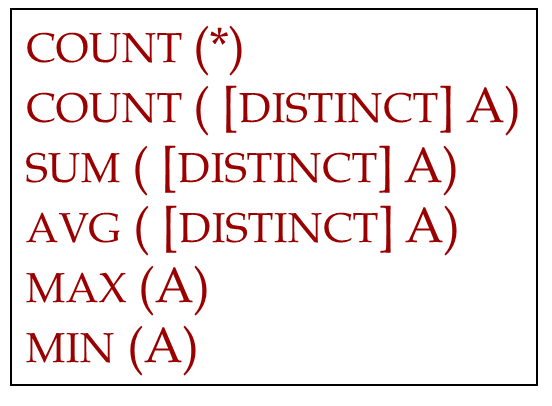 COUNT (*)
COUNT ( [DISTINCT] A)
SUM ( [DISTINCT] A)
AVG ( [DISTINCT] A)
MAX (A)
MIN (A)